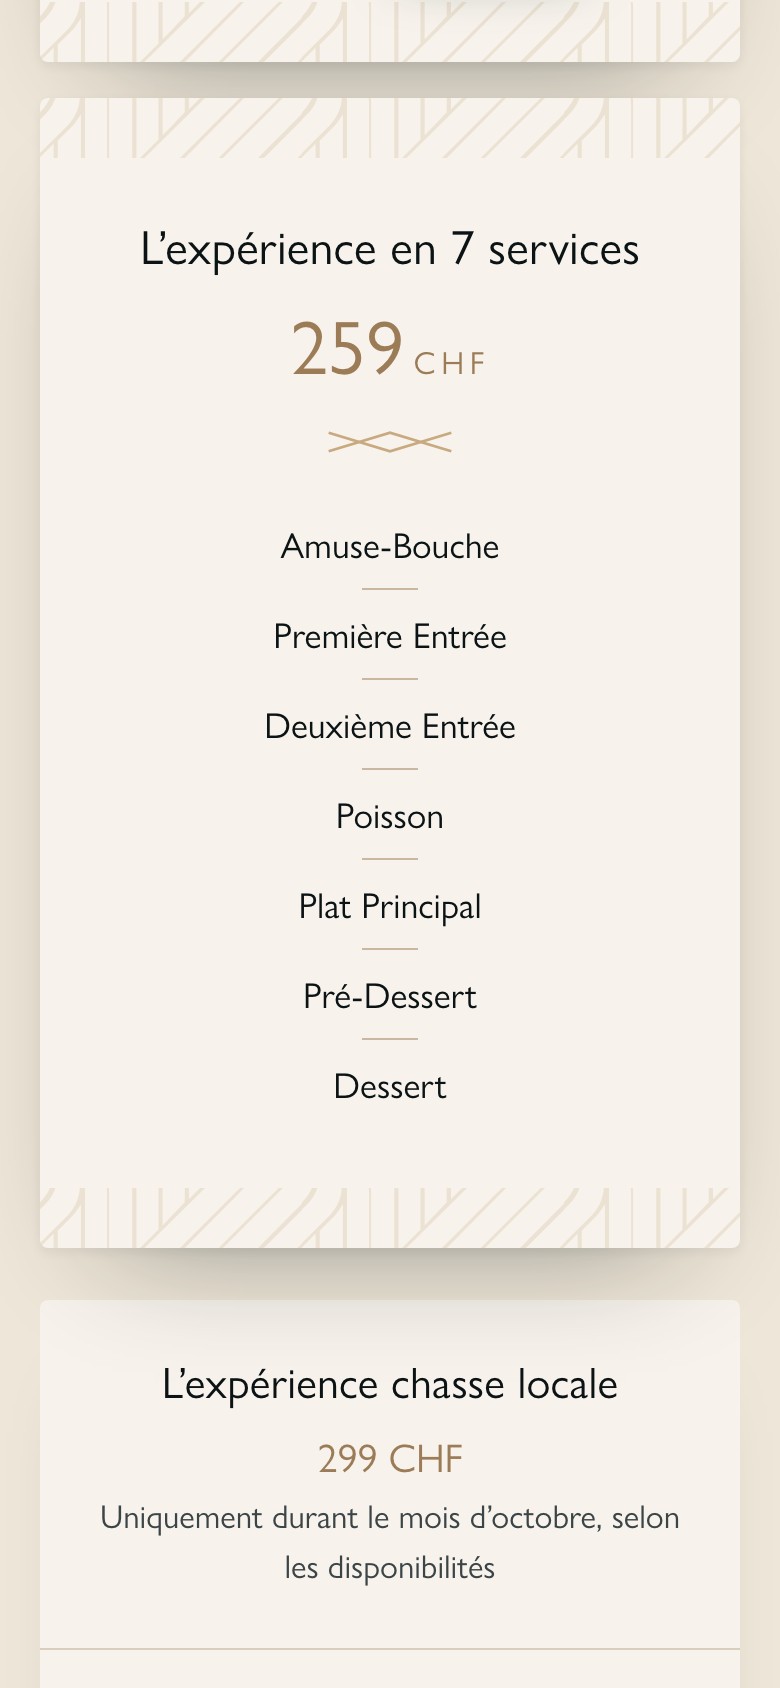 L’expérience en 7 services
259 CHF
Amuse-Bouche
Première Entrée
Deuxième Entrée
Poisson
Plat Principal
Pré-Dessert
Dessert
L’expérience chasse locale
299 CHF
Uniquement durant le mois d’octobre, selon
les disponibilités